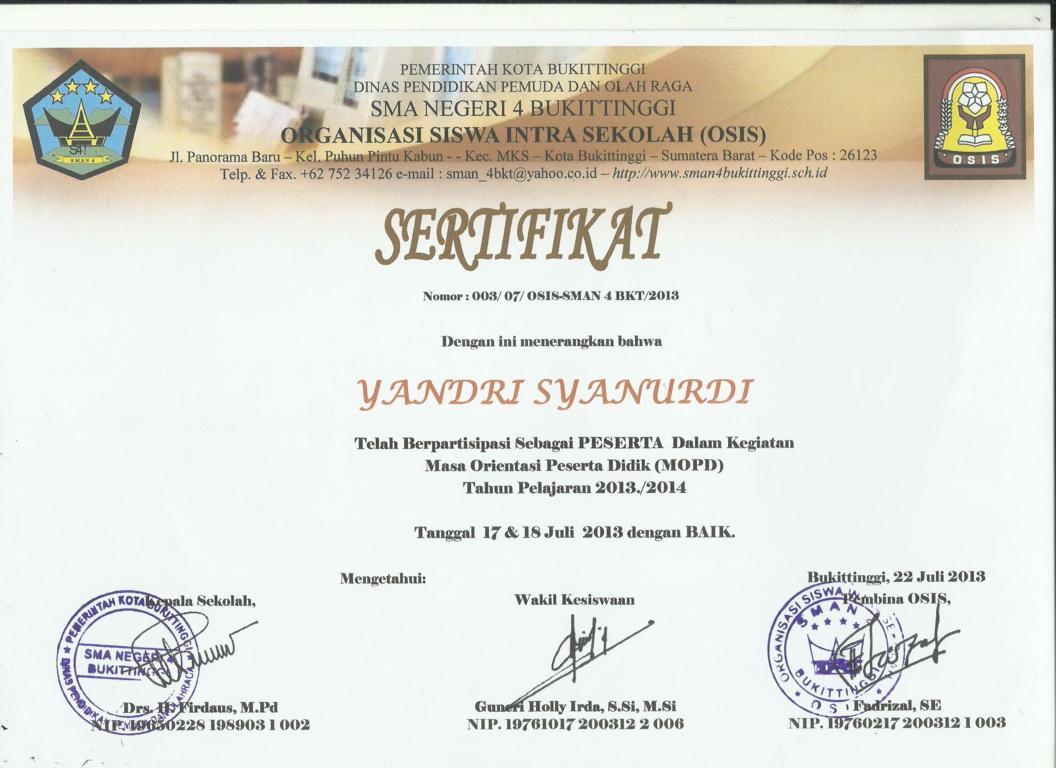 PEMERINTAH KOTA BUKITTINGGI
DINAS PENDIDIKAN PEMUDA DAN OLAH RAGA
SMA NEGERI 4 BUKITTINGGI
ORGANISASI SISWA INTRA SEKOLAH (OSIS)
Jl. Panorama Baru – Kel. Puhun Pintu Kabun - - Kec. MKS – Kota Bukittinggi – Sumatera Barat – Kode Pos : 26123
Telp. & Fax. +62 752 34126 e-mail : sman_4bkt@yahoo.co.id – http://www.sman4bukittinggi.sch.id
SMAN 4
OSIS
SERTIFIKAT
Nomor : 003/ 07/ OSIS-SMAN 4 BKT/2013
Dengan ini menerangkan bahwa
YANDRI SYANURDI
Telah Berpartisipasi Sebagai PESERTA Dalam Kegiatan
Masa Orientasi Peserta Didik (MOPD)
Tahun Pelajaran 2013./2014
Tanggal 17 & 18 Juli 2013 dengan BAIK.
Mengetahui:
Bukittinggi, 22 Juli 2013
Kepala Sekolah,
Wakil Kesiswaan
Pembina OSIS,
PEMERINTAH KOTA BUKITTINGGI
SMA NEGERI 4
BUKITTINGGI
ORGANISASI SISWA
SMAN
BUKITTINGGI
OSIS
Drs. H. Firdaus, M.Pd
Guneri Holly Irda, S.Si, M.Si
Fadrizal, SE
NIP. 19650228 198903 1 002
NIP. 19761017 200312 2 006
NIP. 19760217 200312 1 003